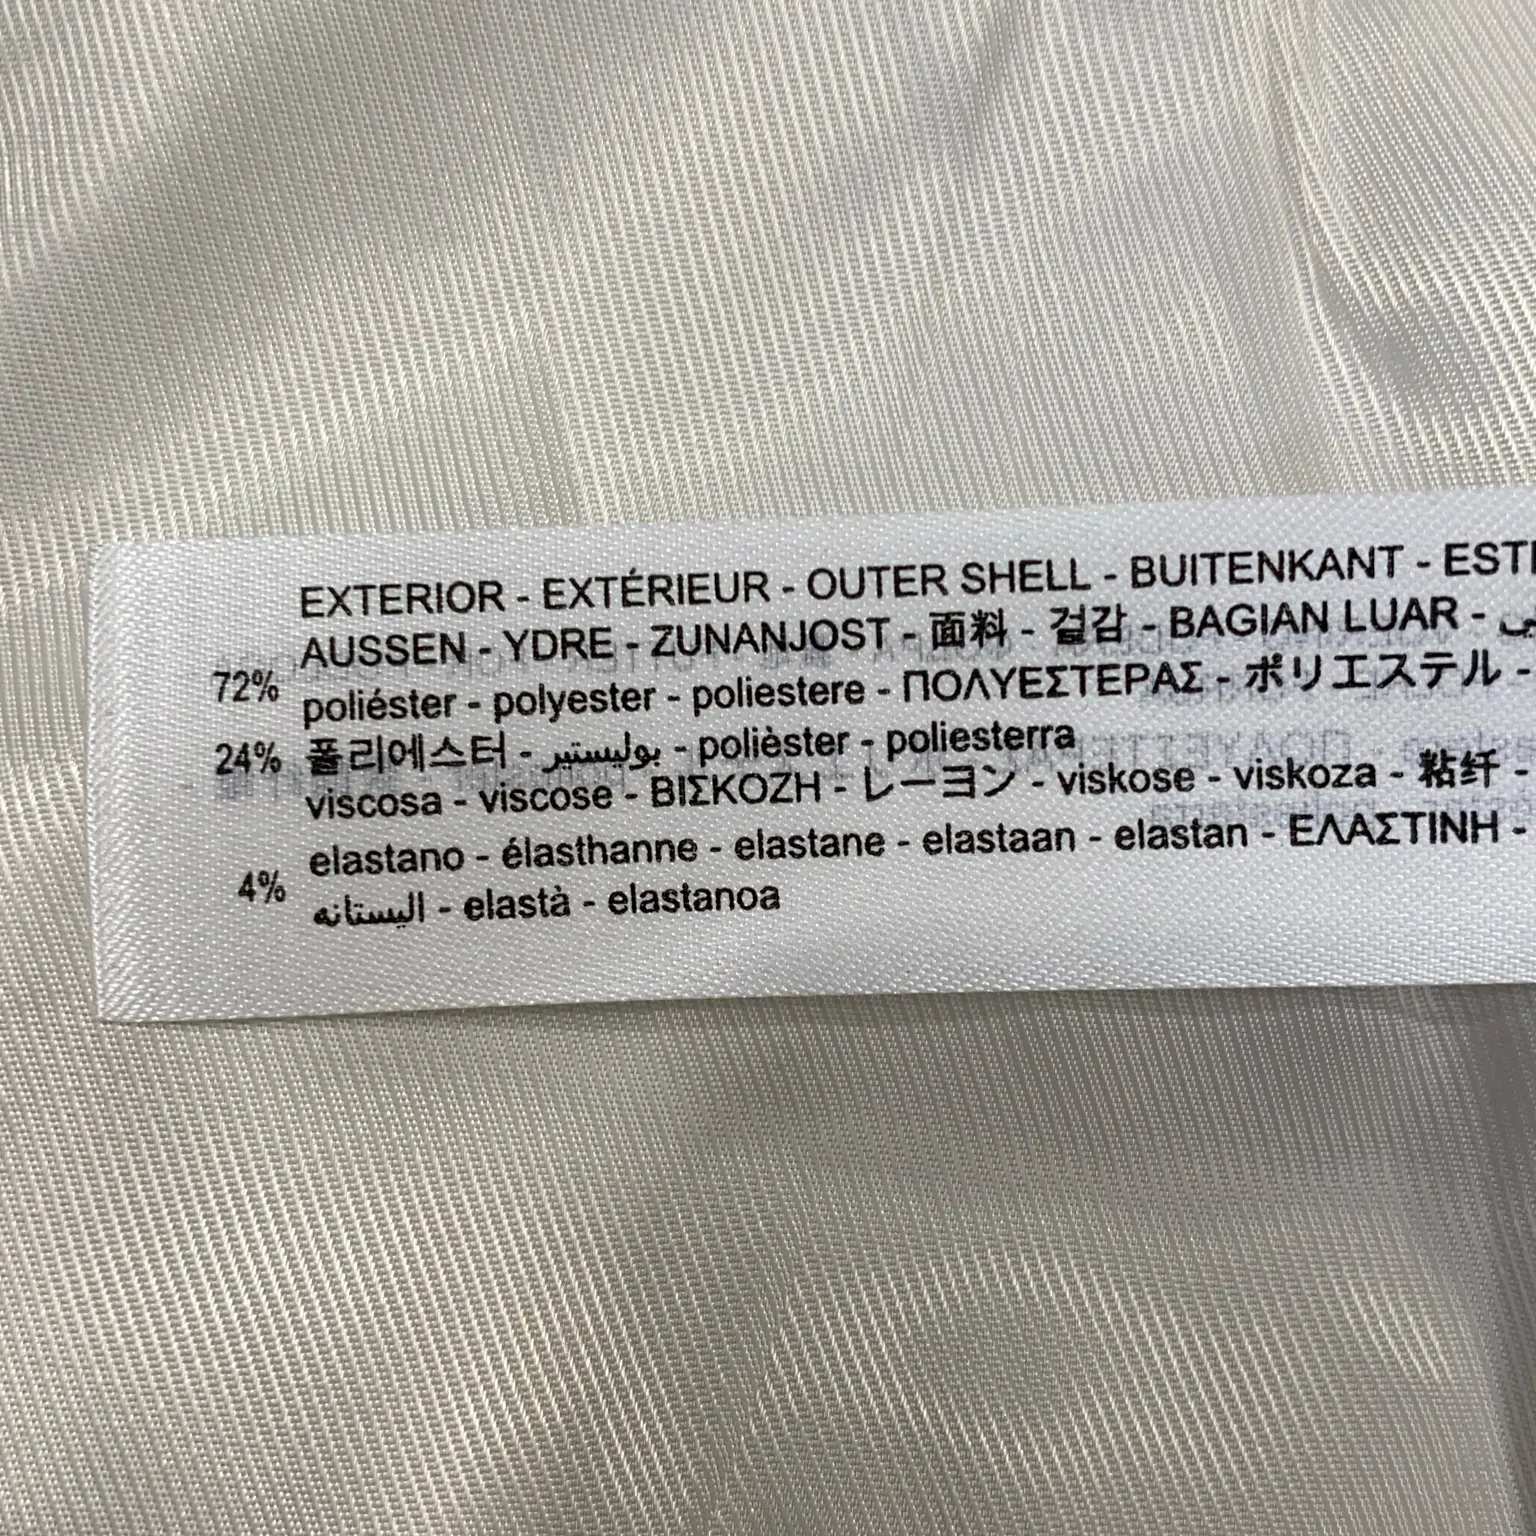 EXTERIOR - EXTÉRIEUR - OUTER SHELL - BUITENKANT -
AUSSEN - YDRE - ZUNANJOST - 面料 - 겉감 - BAGIAN LUAR -
72% poliéster - polyester - poliestere - ΠΟΛΥΕΣΤΕΡΑΣ - ポリエステル -
폴리에스터 - بوليستير - polièster - poliesterra
24% viscosa - viscose - ΒΙΣΚΟΖΗ - レーヨン - viskose - viskoza - 粘纤 -
4% elastano - élasthanne - elastane - elastaan - elastan - ΕΛΑΣΤΙΝΗ -
اليستانه - elastà - elastanoa